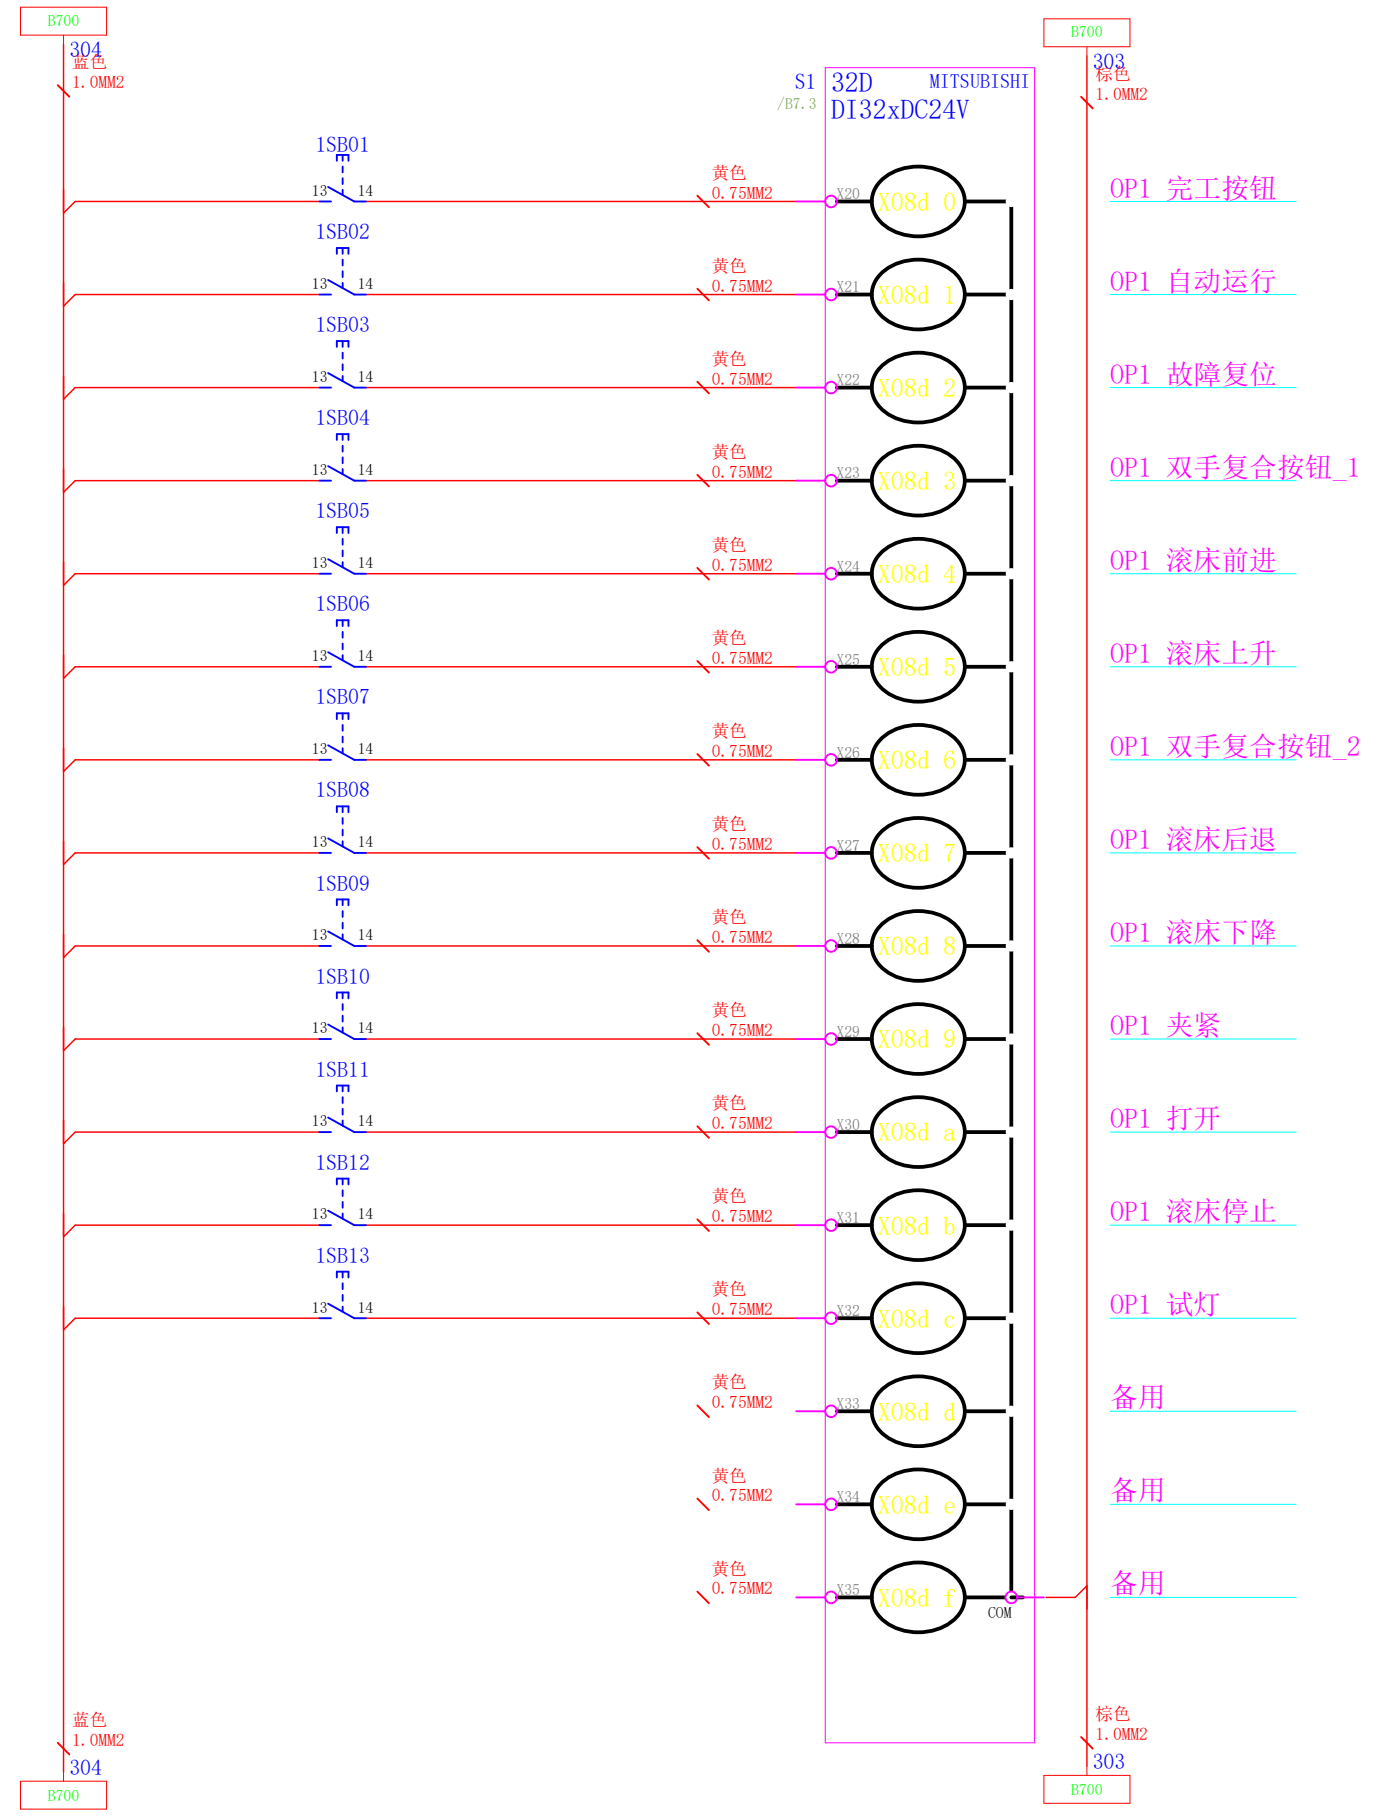 B700
304
蓝色
1.0MM2
B700
303
棕色
1.0MM2
S1
/B7.3
32D
MITSUBISHI
DI32xDC24V
1SB01
13
14
黄色
0.75MM2
X20
X08d 0
OP1 完工按钮
1SB02
13
14
黄色
0.75MM2
X21
X08d 1
OP1 自动运行
1SB03
13
14
黄色
0.75MM2
X22
X08d 2
OP1 故障复位
1SB04
13
14
黄色
0.75MM2
X23
X08d 3
OP1 双手复合按钮_1
1SB05
13
14
黄色
0.75MM2
X24
X08d 4
OP1 滚床前进
1SB06
13
14
黄色
0.75MM2
X25
X08d 5
OP1 滚床上升
1SB07
13
14
黄色
0.75MM2
X26
X08d 6
OP1 双手复合按钮_2
1SB08
13
14
黄色
0.75MM2
X27
X08d 7
OP1 滚床后退
1SB09
13
14
黄色
0.75MM2
X28
X08d 8
OP1 滚床下降
1SB10
13
14
黄色
0.75MM2
X29
X08d 9
OP1 夹紧
1SB11
13
14
黄色
0.75MM2
X30
X08d a
OP1 打开
1SB12
13
14
黄色
0.75MM2
X31
X08d b
OP1 滚床停止
1SB13
13
14
黄色
0.75MM2
X32
X08d c
OP1 试灯
黄色
0.75MM2
X33
X08d d
备用
黄色
0.75MM2
X34
X08d e
备用
黄色
0.75MM2
X35
X08d f
COM
备用
蓝色
1.0MM2
304
B700
棕色
1.0MM2
303
B700